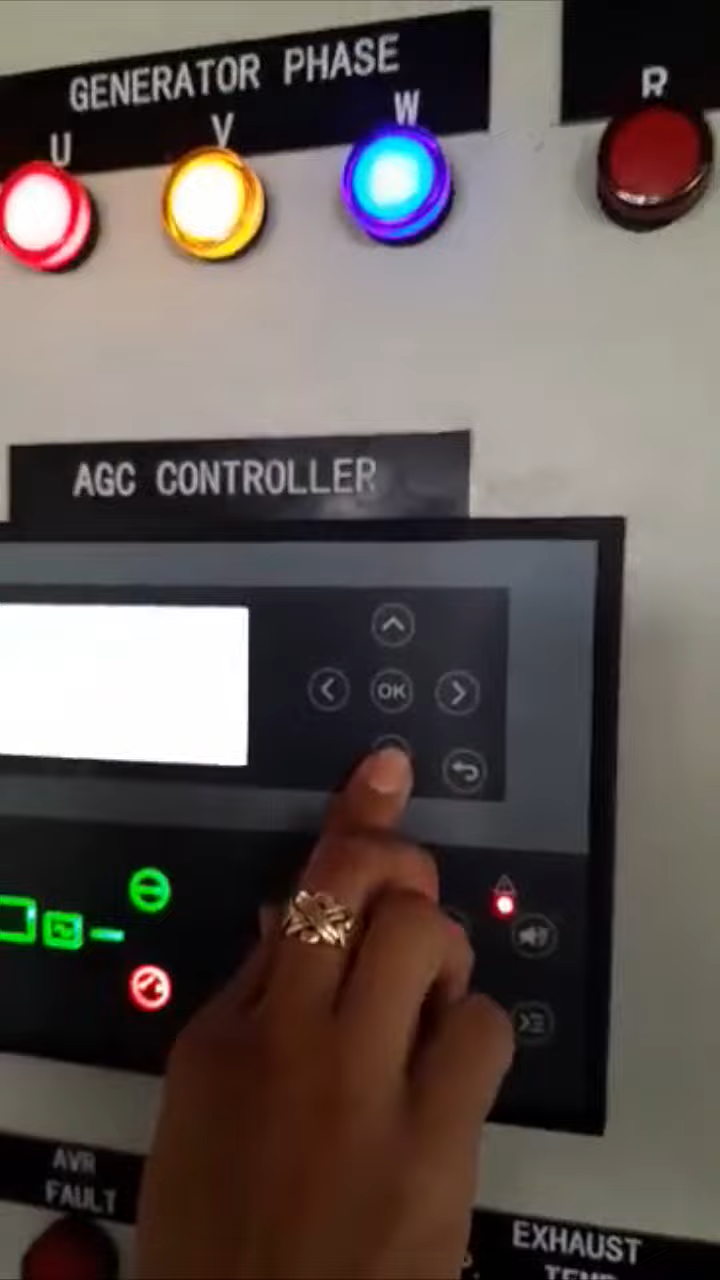 GENERATOR PHASE
U V W
R
AGC CONTROLLER
OK
AVR
FAULT
EXHAUST